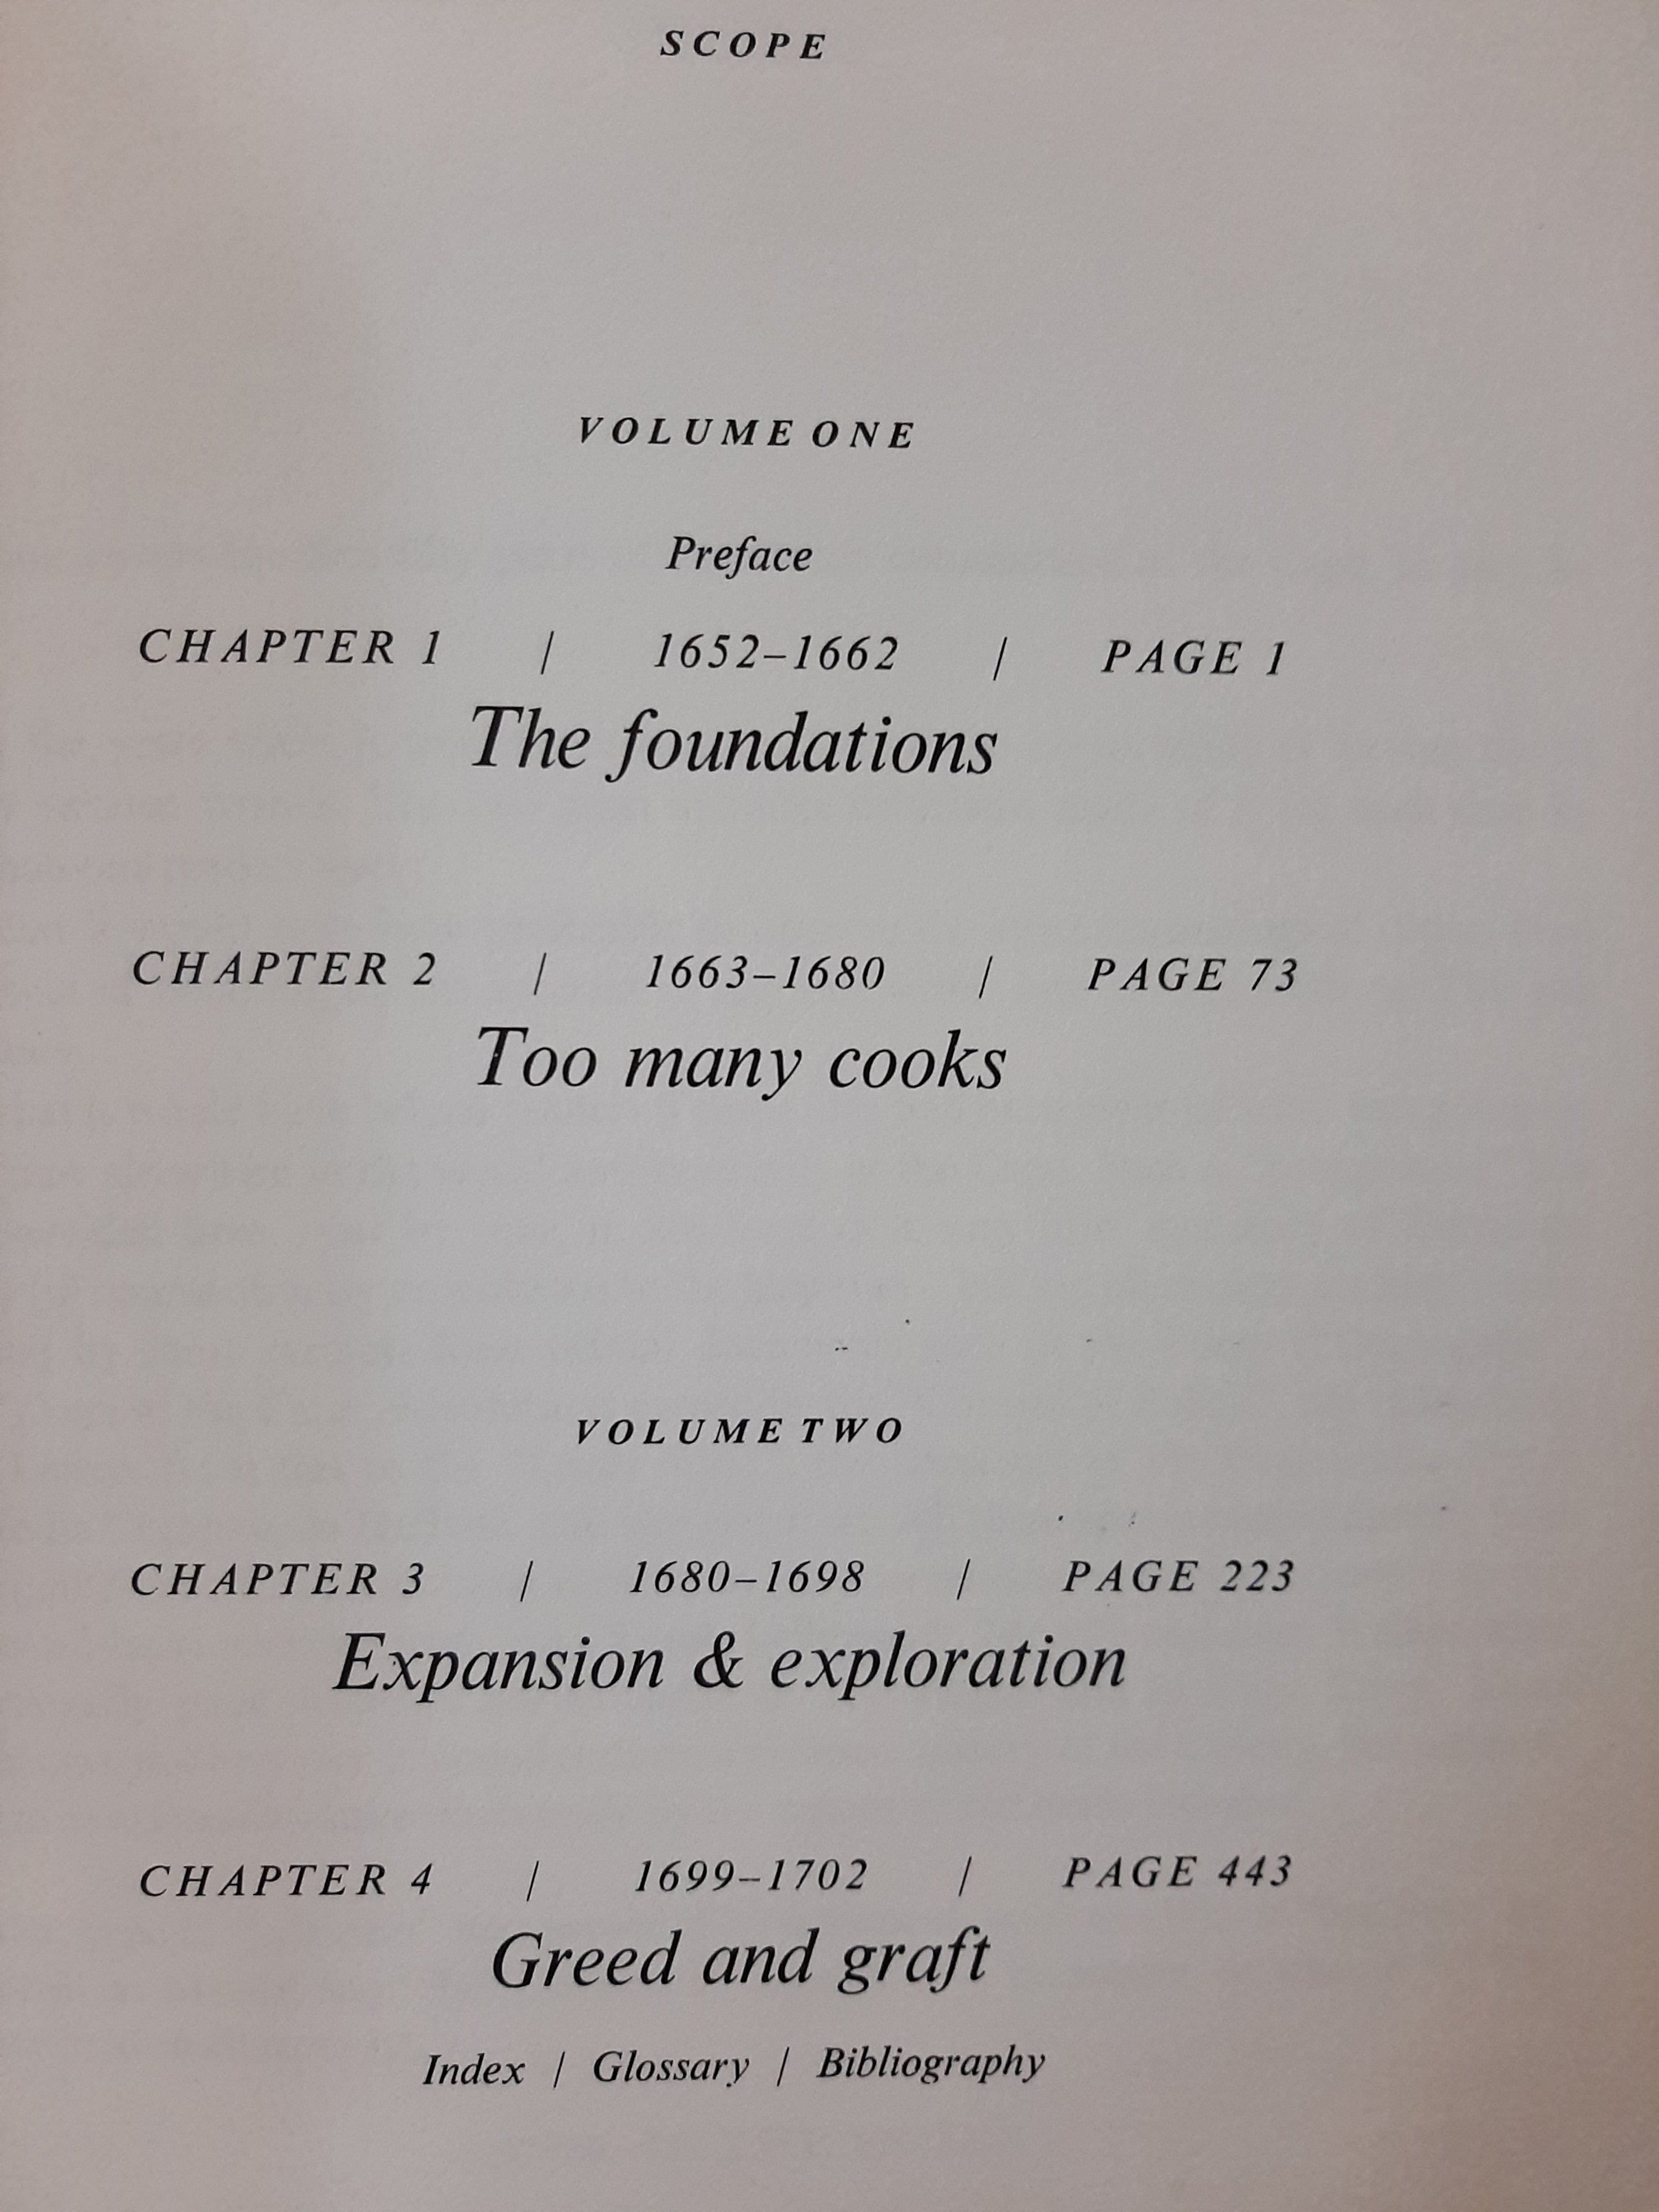 SCOPE
VOLUME ONE
Preface
CHAPTER 1 | 1652–1662 | PAGE 1
The foundations
CHAPTER 2 | 1663–1680 | PAGE 73
Too many cooks
VOLUME TWO
CHAPTER 3 | 1680–1698 | PAGE 223
Expansion & exploration
CHAPTER 4 | 1699–1702 | PAGE 443
Greed and graft
Index | Glossary | Bibliography